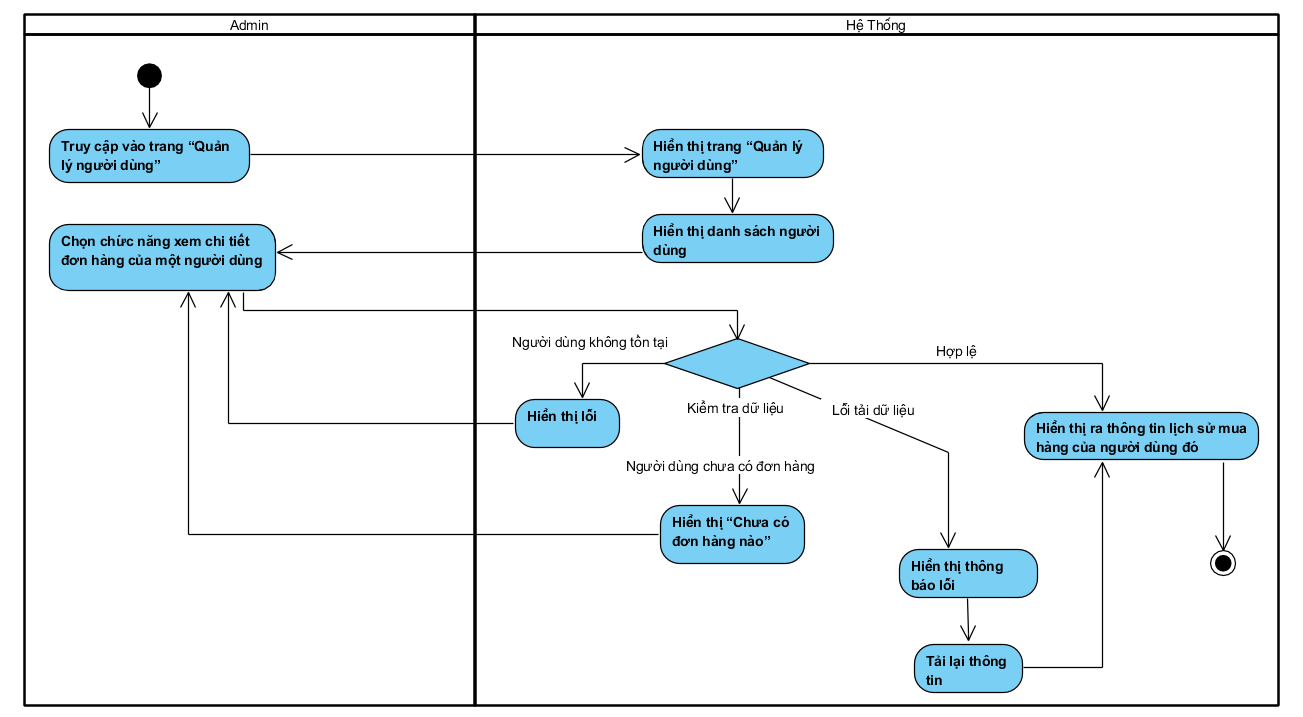 Admin
Hệ Thống
Truy cập vào trang “Quản
lý người dùng”
Hiển thị trang “Quản lý
người dùng”
Chọn chức năng xem chi tiết
đơn hàng của một người dùng
Hiển thị danh sách người
dùng
Người dùng không tồn tại
Hợp lệ
Kiểm tra dữ liệu
Lỗi tải dữ liệu
Hiển thị lỗi
Hiển thị ra thông tin lịch sử mua
hàng của người dùng đó
Người dùng chưa có đơn hàng
Hiển thị “Chưa có
đơn hàng nào”
Hiển thị thông
báo lỗi
Tải lại thông
tin